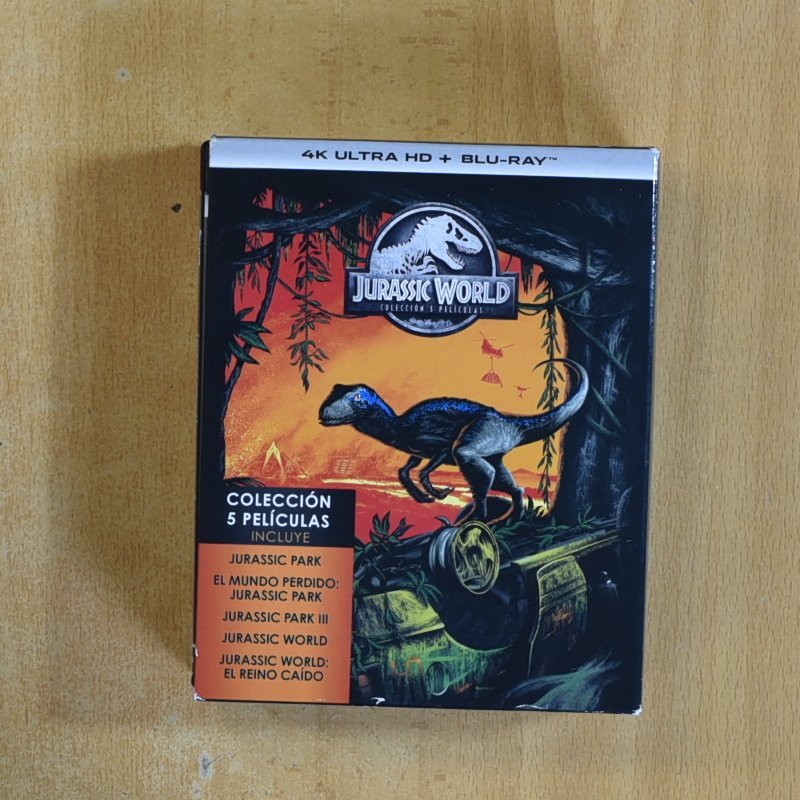 4K ULTRA HD + BLU-RAY™
JURASSIC WORLD
COLECCIÓN 5 PELÍCULAS
COLECCIÓN
5 PELÍCULAS
INCLUYE
JURASSIC PARK
EL MUNDO PERDIDO:
JURASSIC PARK
JURASSIC PARK III
JURASSIC WORLD
JURASSIC WORLD:
EL REINO CAÍDO